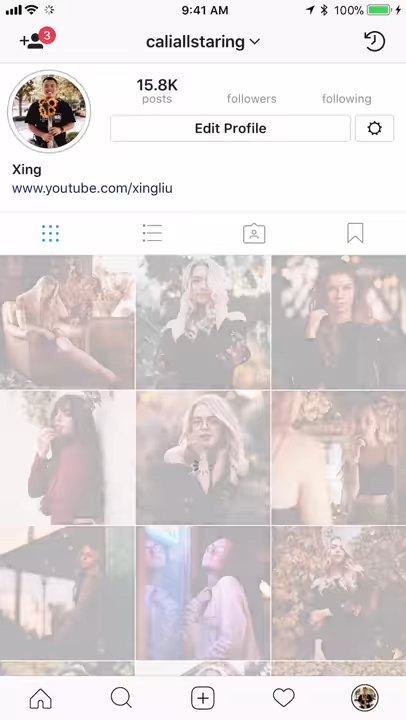 9:41 AM
100%
3
caliallstaring
15.8K
posts
followers
following
Edit Profile
Xing
www.youtube.com/xingliu